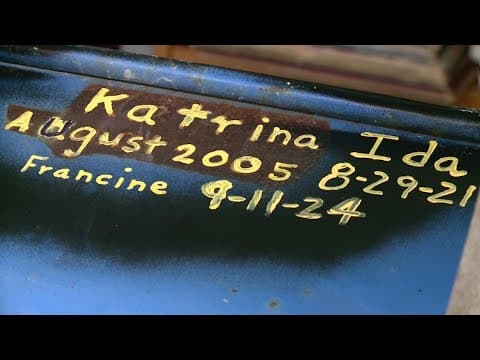 Katrina
August 2005
Ida
8-29-21
Francine 9-11-24